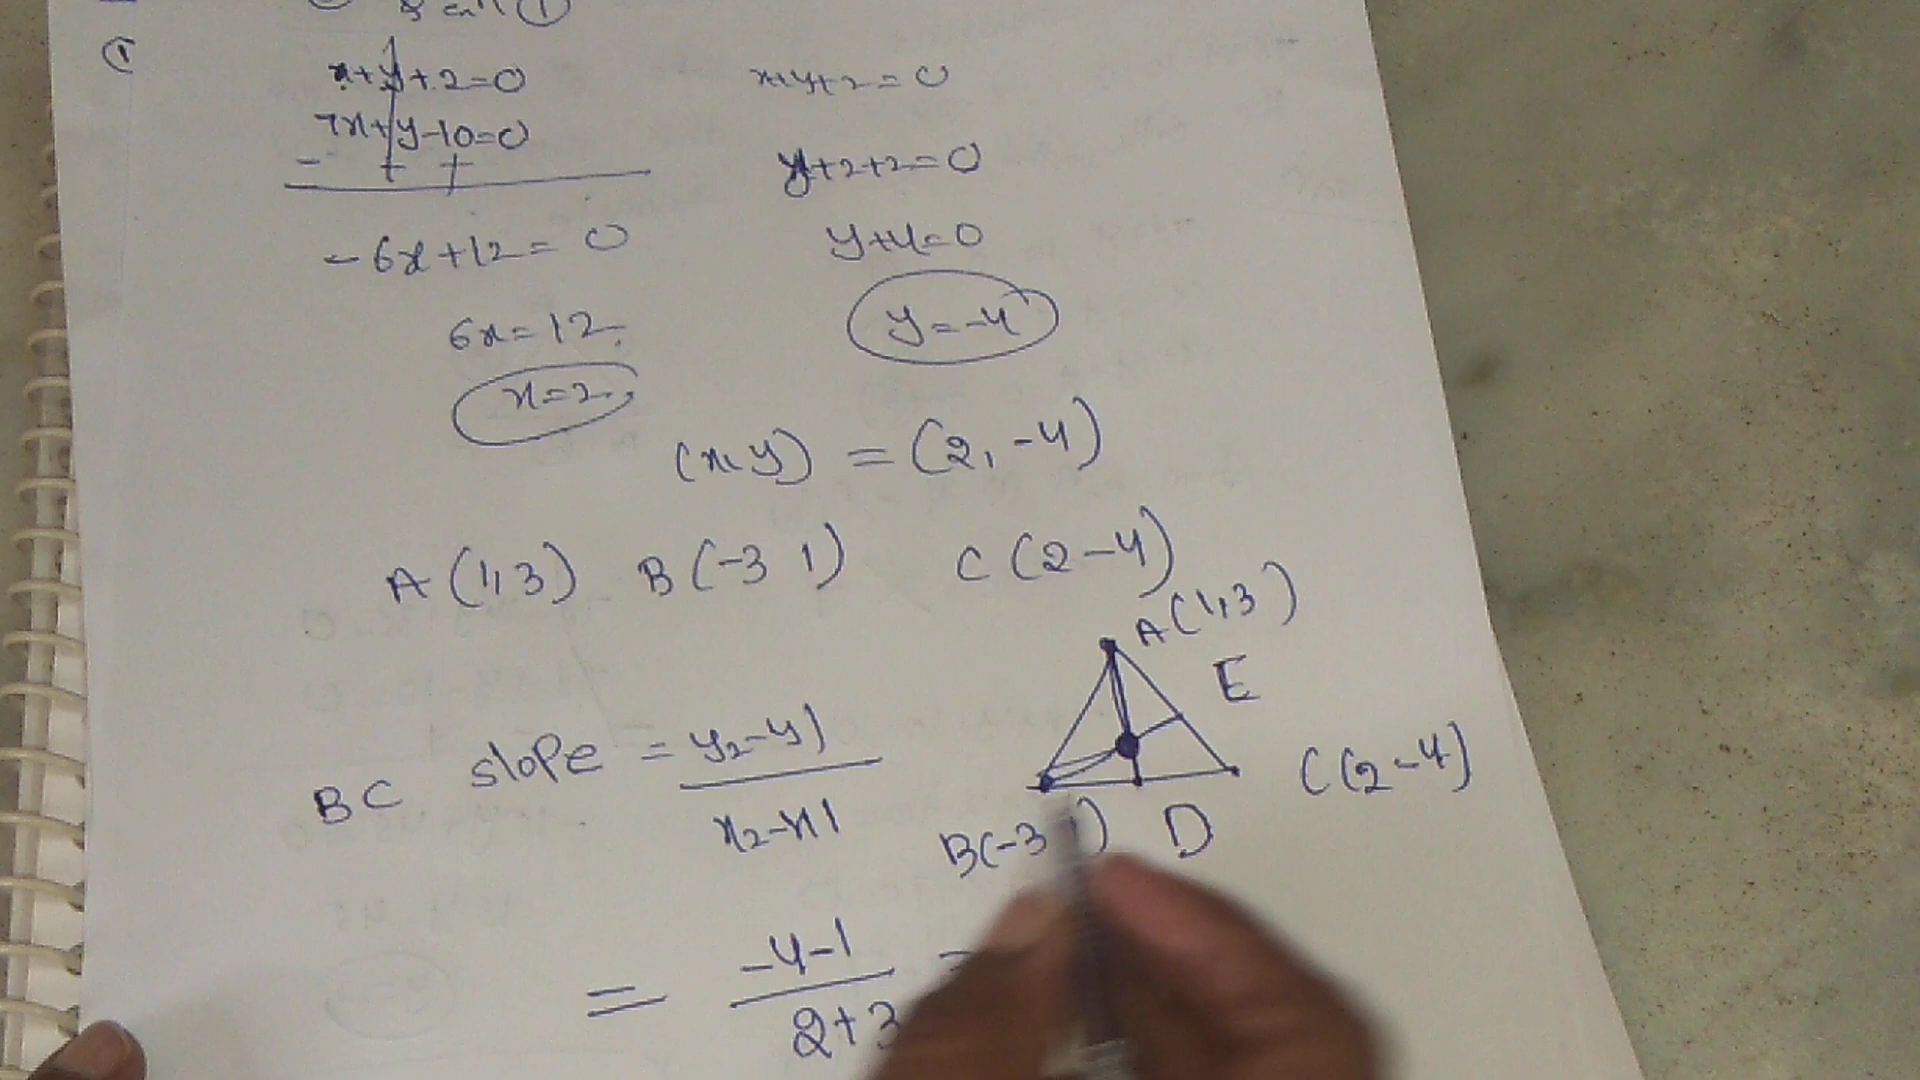 ①
x+y+2=0
7x+y-10=0
- - +
-6x+12=0
6x=12
x=2
x+y+2=0
y+2+2=0
y+4=0
y=-4
(x,y) = (2,-4)
A(1,3) B(-3 1) C(2-4)
A(1,3)
E
C(2-4)
B(-3 1)
D
BC slope = y2-y1
x2-x1
= -4-1
2+3